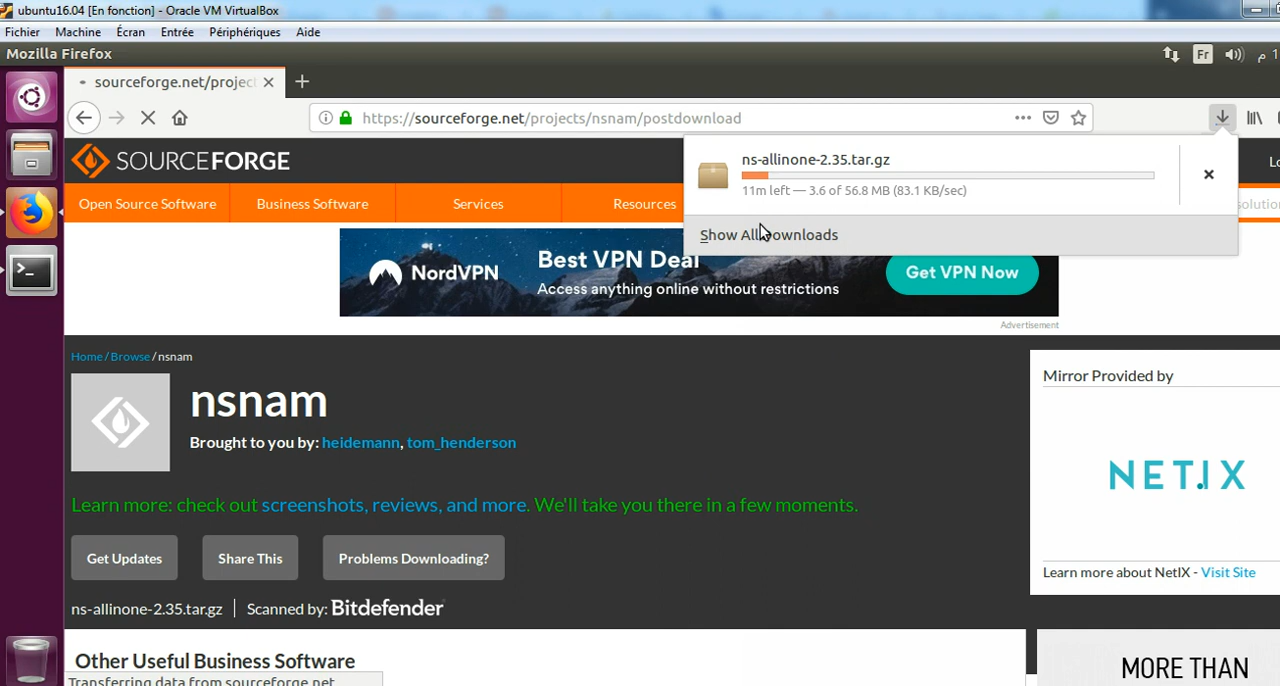 ubuntu16.04 [En fonction] - Oracle VM VirtualBox
Fichier Machine Écran Entrée Périphériques Aide
Mozilla Firefox
Fr
م 1
sourceforge.net/project
https://sourceforge.net/projects/nsnam/postdownload
SOURCEFORGE
ns-allinone-2.35.tar.gz
11m left — 3.6 of 56.8 MB (83.1 KB/sec)
Show All Downloads
Open Source Software
Business Software
Services
Resources
NordVPN
Best VPN Deal
Access anything online without restrictions
Get VPN Now
Advertisement
Home / Browse / nsnam
nsnam
Brought to you by: heidemann, tom_henderson
Mirror Provided by
NETIX
Learn more about NetIX - Visit Site
Learn more: check out screenshots, reviews, and more. We'll take you there in a few moments.
Get Updates
Share This
Problems Downloading?
ns-allinone-2.35.tar.gz | Scanned by: Bitdefender
Other Useful Business Software
Transferring data from sourceforge.net
MORE THAN